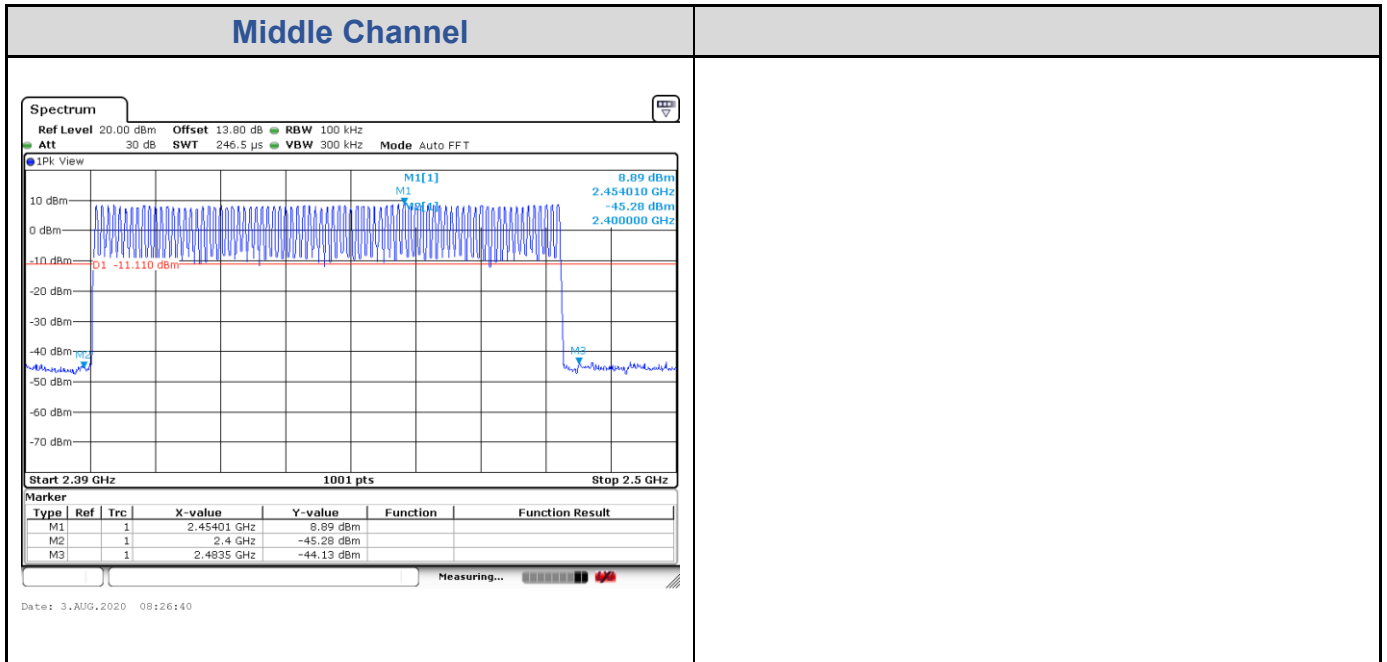 Middle Channel
Spectrum
Ref Level 20.00 dBm Offset 13.80 dB RBW 100 kHz
Att 30 dB SWT 246.5 µs VBW 300 kHz Mode Auto FFT
1Pk View
M1[1] 8.89 dBm
M1 2.454010 GHz
10 dBm M2[1] -45.28 dBm
2.400000 GHz
0 dBm
-10 dBm
D1 -11.110 dBm
-20 dBm
-30 dBm
-40 dBm M2 M3
-50 dBm
-60 dBm
-70 dBm
Start 2.39 GHz 1001 pts Stop 2.5 GHz
Marker
Type Ref Trc X-value Y-value Function Function Result
M1 1 2.45401 GHz 8.89 dBm
M2 1 2.4 GHz -45.28 dBm
M3 1 2.4835 GHz -44.13 dBm
Measuring...
Date: 3.AUG.2020 08:26:40